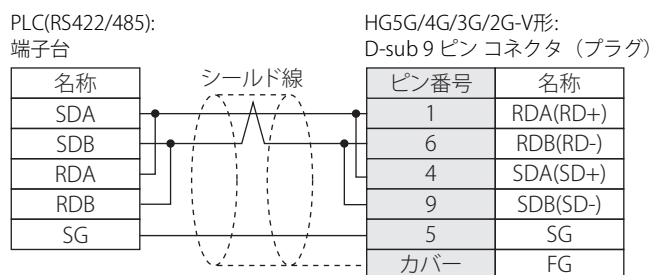 PLC(RS422/485):
端子台
HG5G/4G/3G/2G-V形:
D-sub 9 ピン コネクタ（プラグ）
名称
シールド線
ピン番号 名称
SDA 1 RDA(RD+)
SDB 6 RDB(RD-)
RDA 4 SDA(SD+)
RDB 9 SDB(SD-)
SG 5 SG
カバー FG